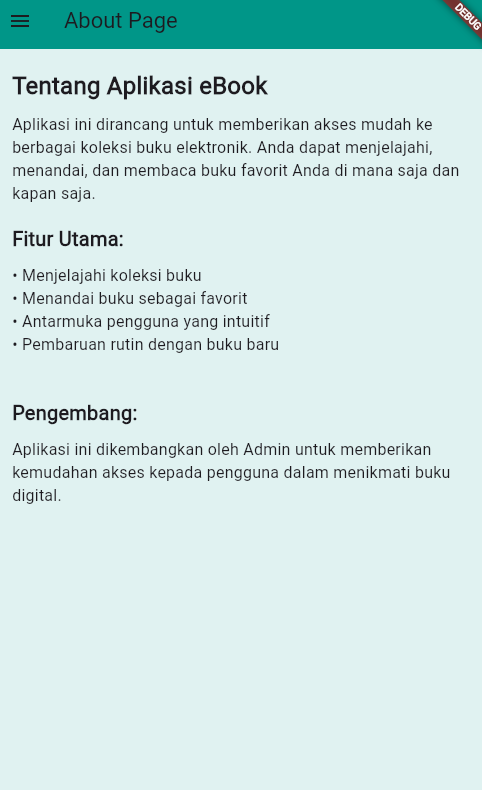 About Page
DEBUG
Tentang Aplikasi eBook
Aplikasi ini dirancang untuk memberikan akses mudah ke
berbagai koleksi buku elektronik. Anda dapat menjelajahi,
menandai, dan membaca buku favorit Anda di mana saja dan
kapan saja.
Fitur Utama:
• Menjelajahi koleksi buku
• Menandai buku sebagai favorit
• Antarmuka pengguna yang intuitif
• Pembaruan rutin dengan buku baru
Pengembang:
Aplikasi ini dikembangkan oleh Admin untuk memberikan
kemudahan akses kepada pengguna dalam menikmati buku
digital.